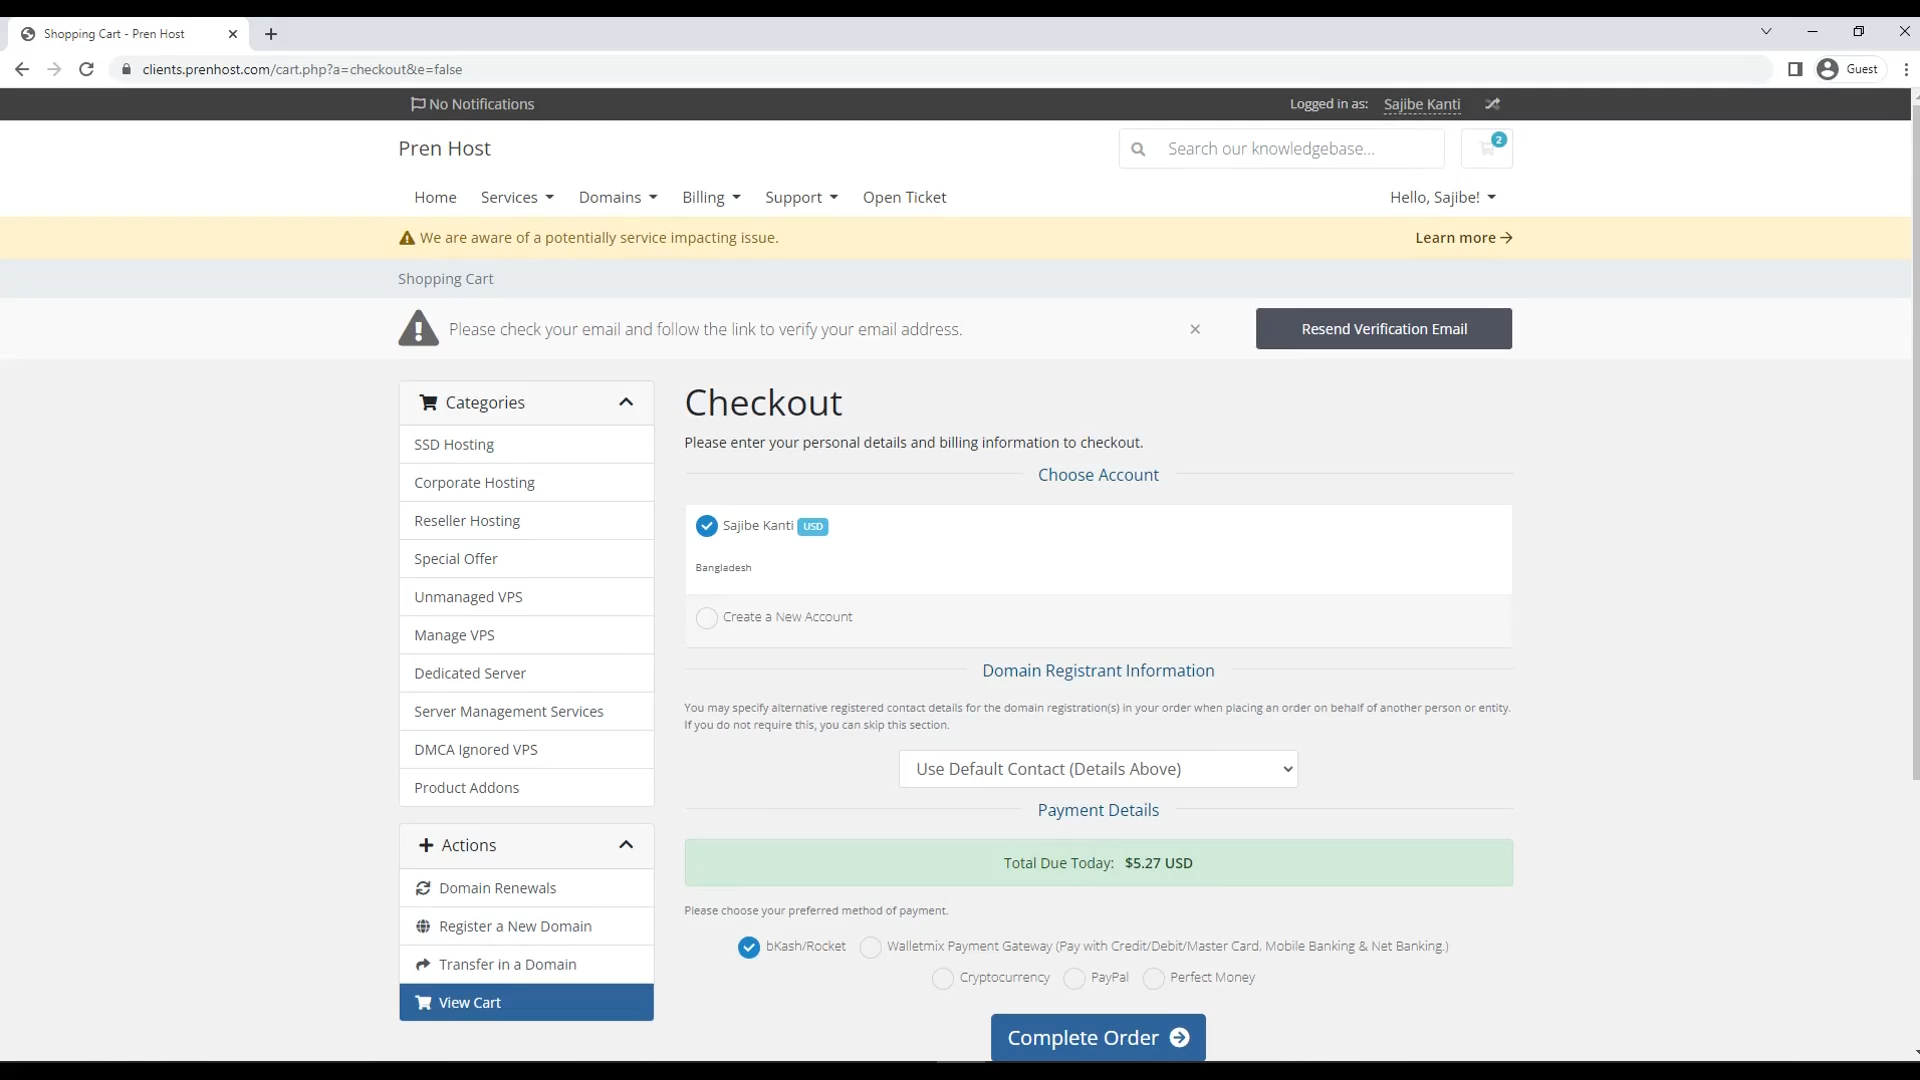 Shopping Cart - Pren Host
clients.prenhost.com/cart.php?a=checkout&e=false
Guest
No Notifications
Logged in as: Sajibe Kanti
Pren Host
Search our knowledgebase...
2
Home Services Domains Billing Support Open Ticket
Hello, Sajibe!
We are aware of a potentially service impacting issue.
Learn more
Shopping Cart
Please check your email and follow the link to verify your email address.
Resend Verification Email
Categories
SSD Hosting
Corporate Hosting
Reseller Hosting
Special Offer
Unmanaged VPS
Manage VPS
Dedicated Server
Server Management Services
DMCA Ignored VPS
Product Addons
Actions
Domain Renewals
Register a New Domain
Transfer in a Domain
View Cart
Checkout
Please enter your personal details and billing information to checkout.
Choose Account
Sajibe Kanti USD
Bangladesh
Create a New Account
Domain Registrant Information
You may specify alternative registered contact details for the domain registration(s) in your order when placing an order on behalf of another person or entity.
If you do not require this, you can skip this section.
Use Default Contact (Details Above)
Payment Details
Total Due Today: $5.27 USD
Please choose your preferred method of payment.
bKash/Rocket Walletmix Payment Gateway (Pay with Credit/Debit/Master Card, Mobile Banking & Net Banking.)
Cryptocurrency PayPal Perfect Money
Complete Order